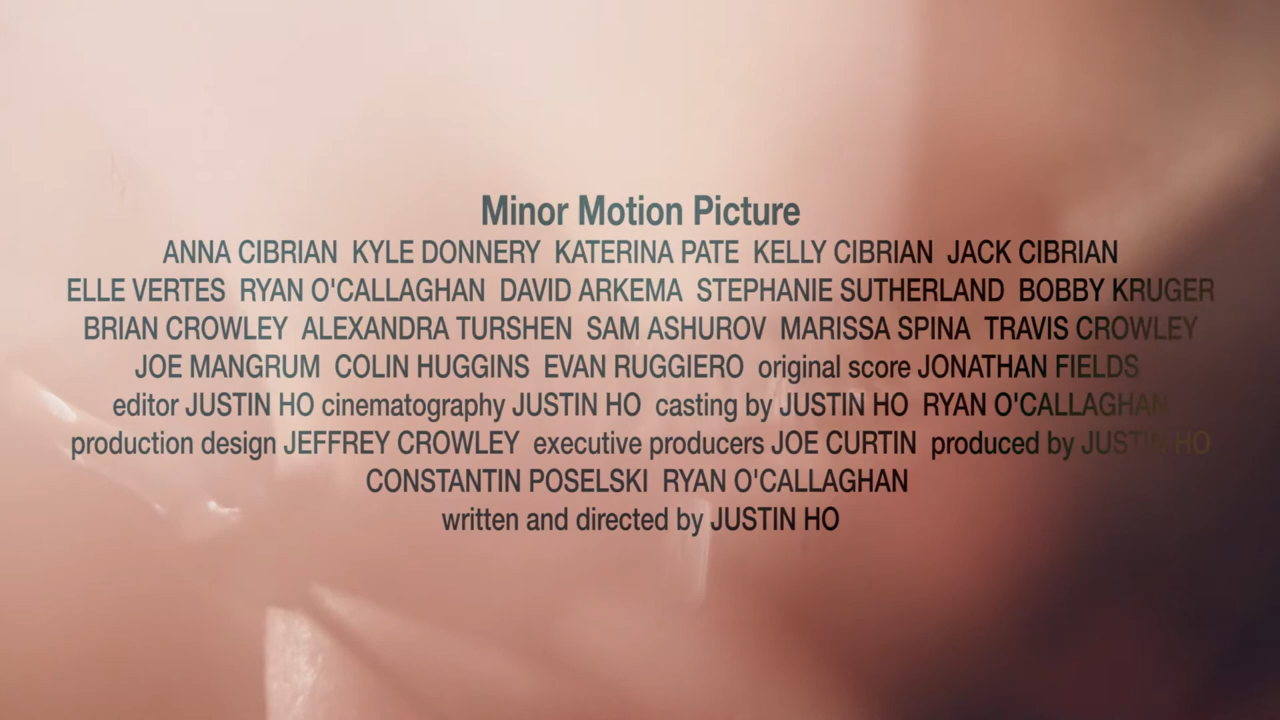 Minor Motion Picture
ANNA CIBRIAN KYLE DONNERY KATERINA PATE KELLY CIBRIAN JACK CIBRIAN
ELLE VERTES RYAN O'CALLAGHAN DAVID ARKEMA STEPHANIE SUTHERLAND BOBBY KRUGER
BRIAN CROWLEY ALEXANDRA TURSHEN SAM ASHUROV MARISSA SPINA TRAVIS CROWLEY
JOE MANGRUM COLIN HUGGINS EVAN RUGGIERO original score JONATHAN FIELDS
editor JUSTIN HO cinematography JUSTIN HO casting by JUSTIN HO RYAN O'CALLAGHAN
production design JEFFREY CROWLEY executive producers JOE CURTIN produced by JUSTIN HO
CONSTANTIN POSELSKI RYAN O'CALLAGHAN
written and directed by JUSTIN HO